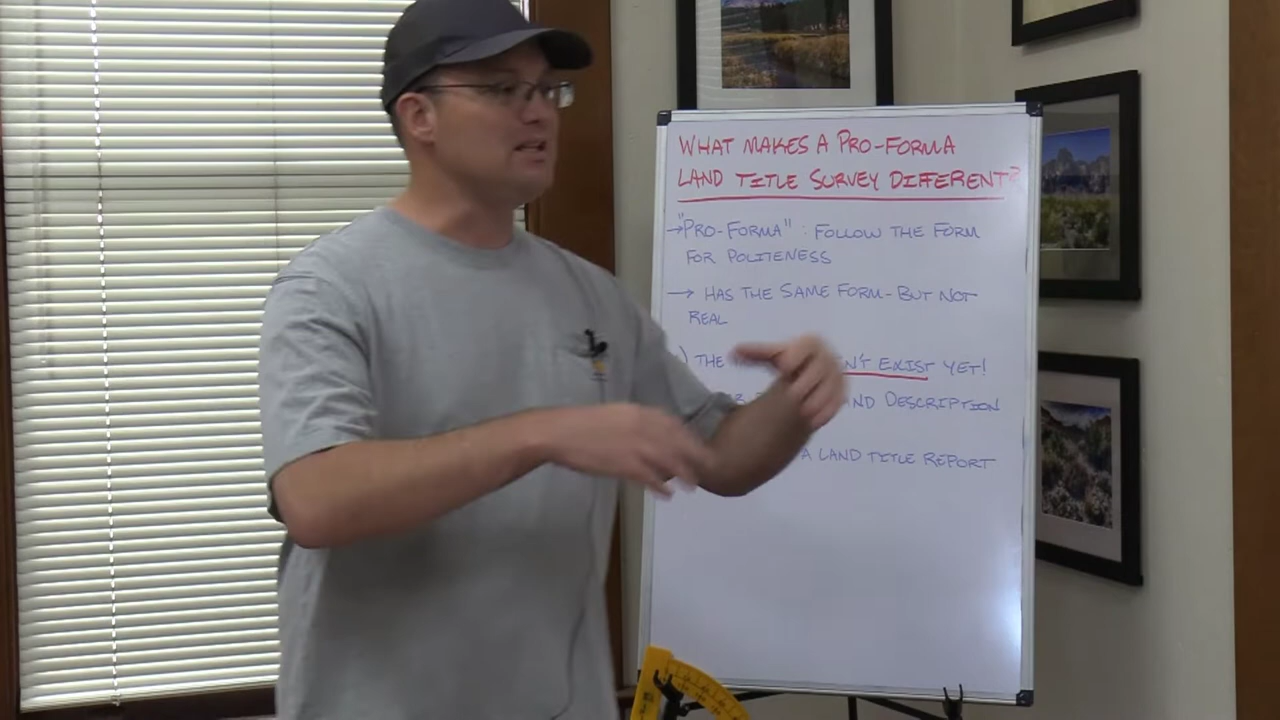 WHAT MAKES A PRO-FORMA
LAND TITLE SURVEY DIFFERENT?
→"PRO-FORMA" : FOLLOW THE FORM
FOR POLITENESS
→ HAS THE SAME FORM-BUT NOT
REAL
) THE N'T EXIST YET!
ND DESCRIPTION
A LAND TITLE REPORT